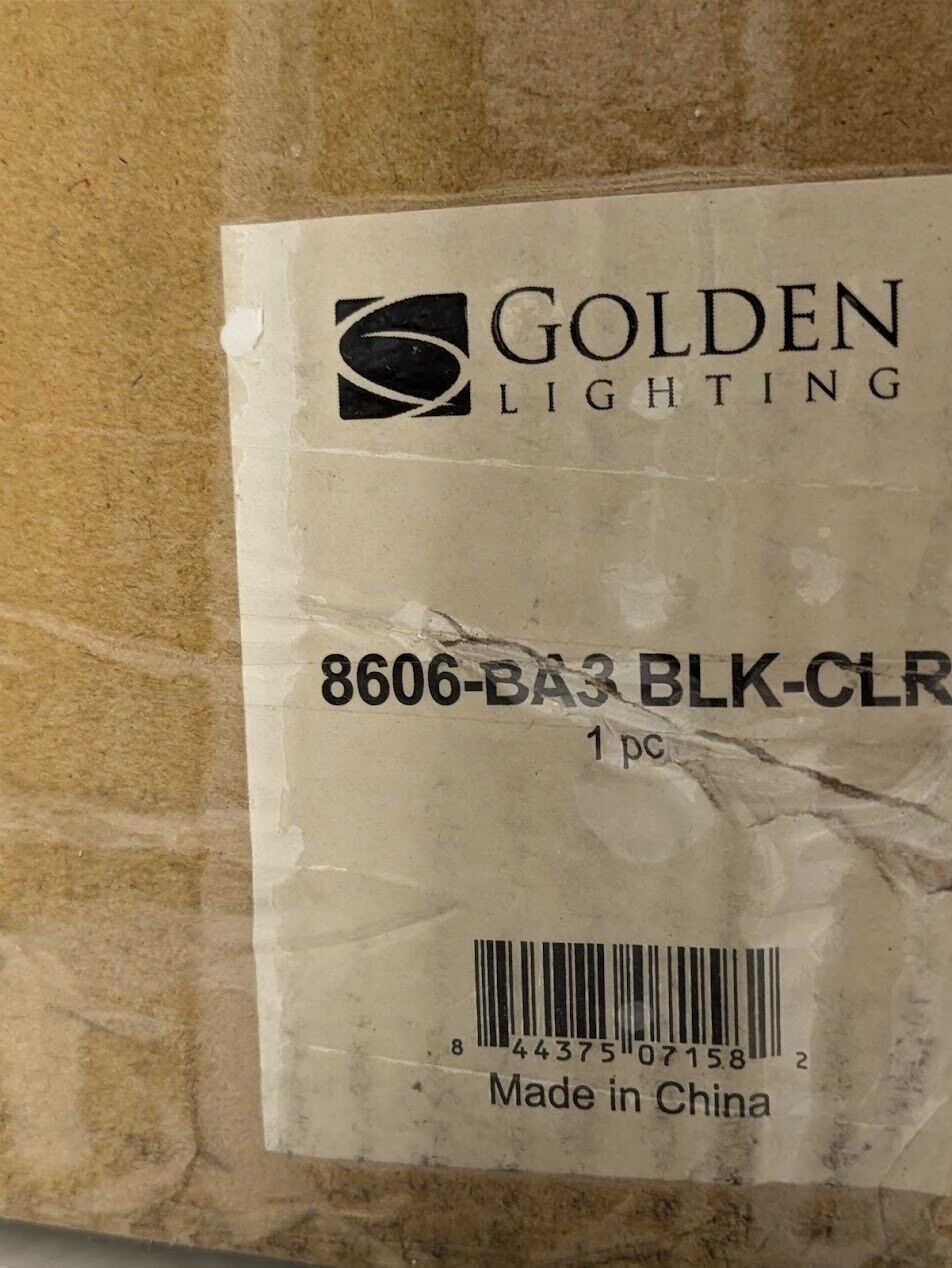 GOLDEN
LIGHTING
8606-BA3 BLK-CLR
1 pc
8 44375 07158 2
Made in China